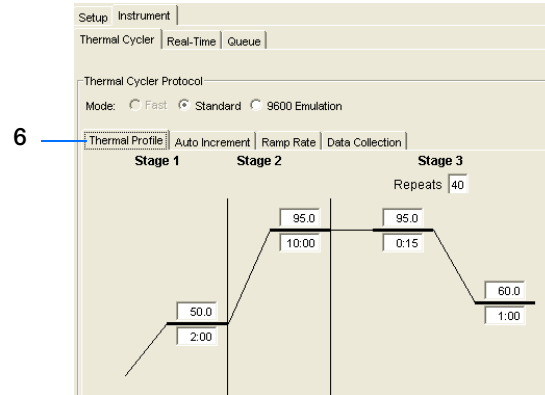 Setup Instrument
Thermal Cycler Real-Time Queue
Thermal Cycler Protocol
Mode: Fast Standard 9600 Emulation
6
Thermal Profile Auto Increment Ramp Rate Data Collection
Stage 1 Stage 2 Stage 3
Repeats 40
95.0 95.0
10:00 0:15
60.0
1:00
50.0
2:00